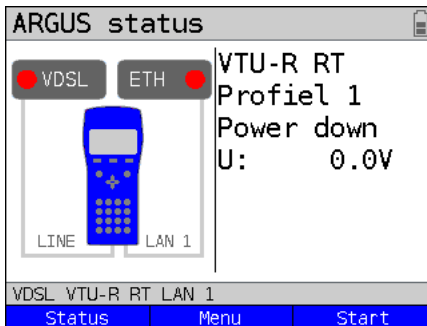 ARGUS status
VDSL ETH
VTU-R RT
Profiel 1
Power down
U: 0.0V
LINE LAN 1
VDSL VTU-R RT LAN 1
Status Menu Start